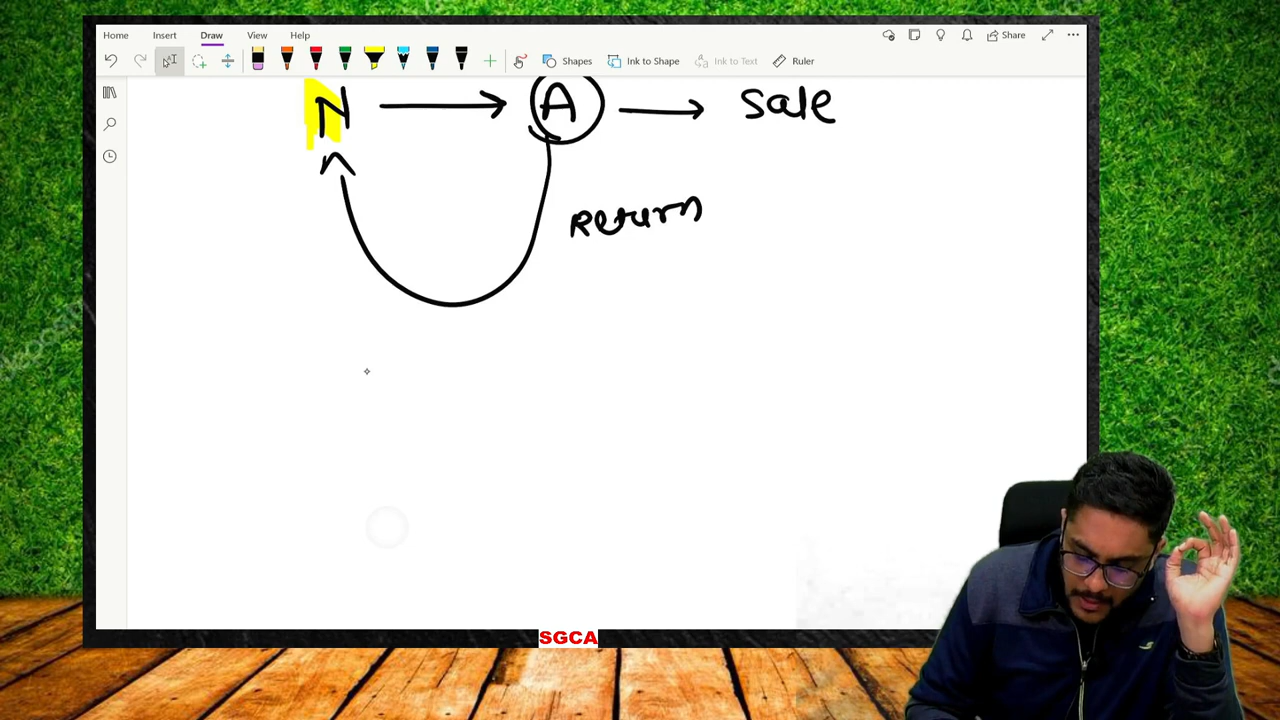 Home Insert Draw View Help
Share
Shapes Ink to Shape Ink to Text Ruler
N A Sale
Return
SGCA